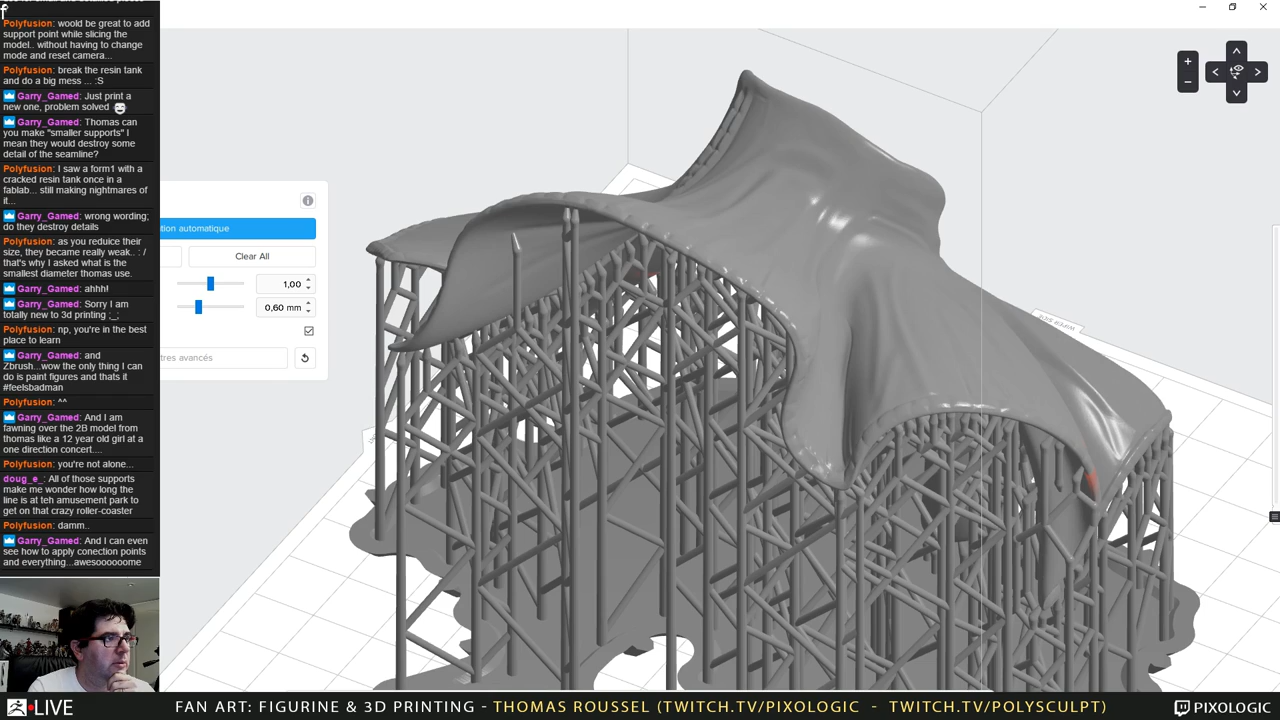 Polyfusion: would be great to add
support point while slicing the
model.. without having to change
mode and reset camera...
Polyfusion: break the resin tank
and do a big mess ... :S
Garry_Gamed: Just print a
new one, problem solved
Garry_Gamed: Thomas can
you make "smaller supports" I
mean they would destroy some
detail of the seamline?
Polyfusion: I saw a form1 with a
cracked resin tank once in a
fablab... still making nightmares of
it...
Garry_Gamed: wrong wording;
do they destroy details
Polyfusion: as you reduice their
size, they became really weak.. : /
that's why I asked what is the
smallest diameter thomas use.
Garry_Gamed: ahhh!
Garry_Gamed: Sorry I am
totally new to 3d printing ;_;
Polyfusion: np, you're in the best
place to learn
Garry_Gamed: and
Zbrush...wow the only thing I can
do is paint figures and thats it
#feelsbadman
Polyfusion: ^^
Garry_Gamed: And I am
fawning over the 2B model from
thomas like a 12 year old girl at a
one direction concert....
Polyfusion: you're not alone...
doug_e_: All of those supports
make me wonder how long the
line is at teh amusement park to
get on that crazy roller-coaster
Polyfusion: damm..
Garry_Gamed: And I can even
see how to apply conection points
and everything...awesoooooome
tion automatique
Clear All
1,00
0,60 mm
tres avancés
WIPER SIDE
LIVE
FAN ART: FIGURINE & 3D PRINTING - THOMAS ROUSSEL (TWITCH.TV/PIXOLOGIC - TWITCH.TV/POLYSCULPT)
PIXOLOGIC